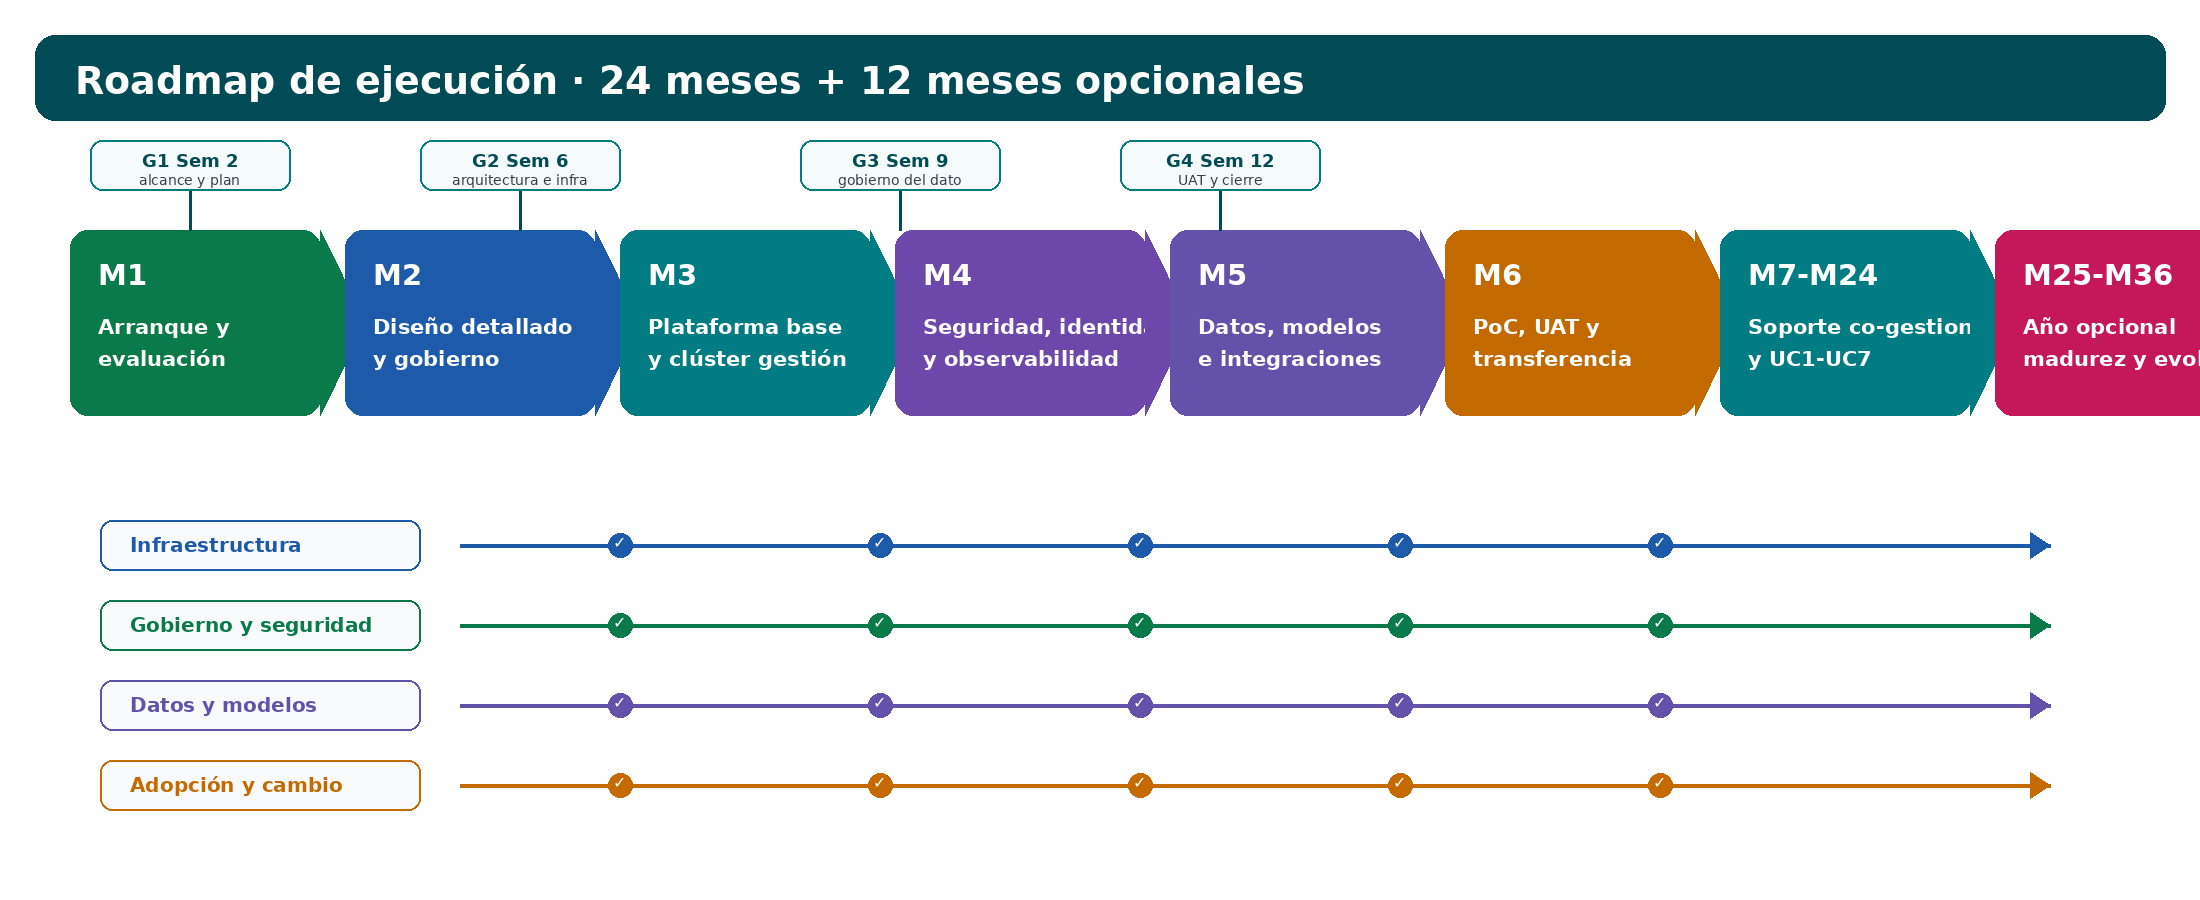 Roadmap de ejecución · 24 meses + 12 meses opcionales
G1 Sem 2
alcance y plan
G2 Sem 6
arquitectura e infra
G3 Sem 9
gobierno del dato
G4 Sem 12
UAT y cierre
M1
Arranque y
evaluación
M2
Diseño detallado
y gobierno
M3
Plataforma base
y clúster gestión
M4
Seguridad, identid
y observabilidad
M5
Datos, modelos
e integraciones
M6
PoC, UAT y
transferencia
M7-M24
Soporte co-gestion
y UC1-UC7
M25-M36
Año opcional
madurez y evol
Infraestructura
✓ ✓ ✓ ✓ ✓
Gobierno y seguridad
✓ ✓ ✓ ✓ ✓
Datos y modelos
✓ ✓ ✓ ✓ ✓
Adopción y cambio
✓ ✓ ✓ ✓ ✓